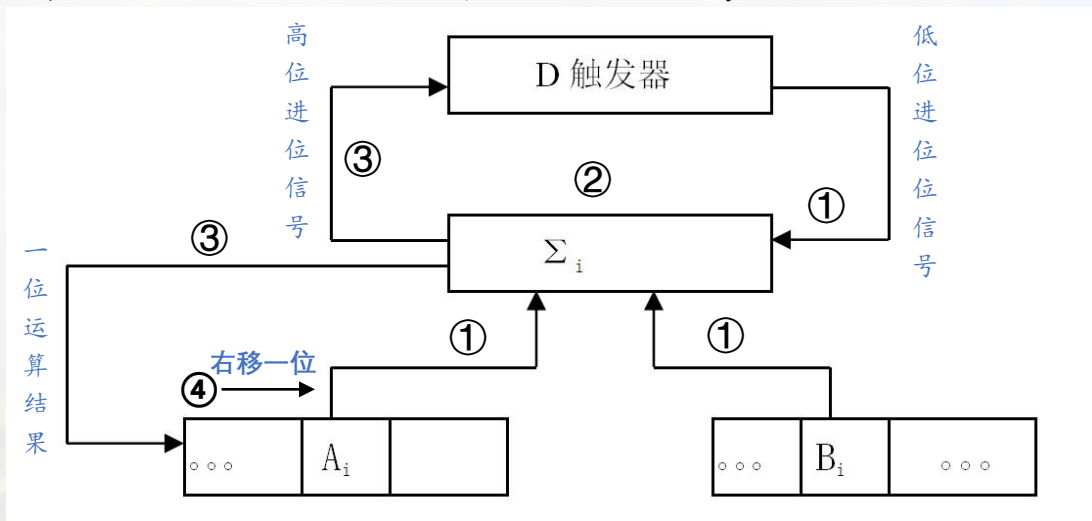 高位进位信号
D 触发器
低位进位位信号
③
②
①
Σi
③
一位运算结果
①
①
右移一位
④
。。。
Ai
。。。
Bi
。。。